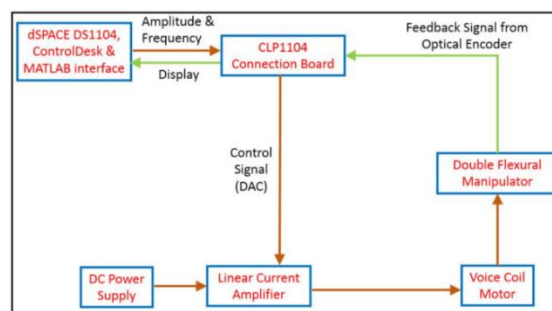 Amplitude &
Frequency
dSPACE DS1104,
ControlDesk &
MATLAB interface
CLP1104
Connection Board
Display
Feedback Signal from
Optical Encoder
Control
Signal
(DAC)
Double Flexural
Manipulator
DC Power
Supply
Linear Current
Amplifier
Voice Coil
Motor